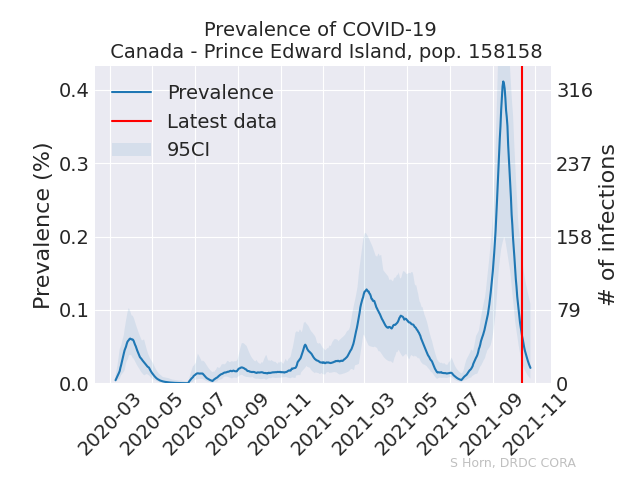 Prevalence of COVID-19
Canada - Prince Edward Island, pop. 158158
Prevalence
Latest data
95CI
Prevalence (%)
0.4
0.3
0.2
0.1
0.0
316
237
158
79
0
# of infections
2020-03
2020-05
2020-07
2020-09
2020-11
2021-01
2021-03
2021-05
2021-07
2021-09
2021-11
S Horn, DRDC CORA